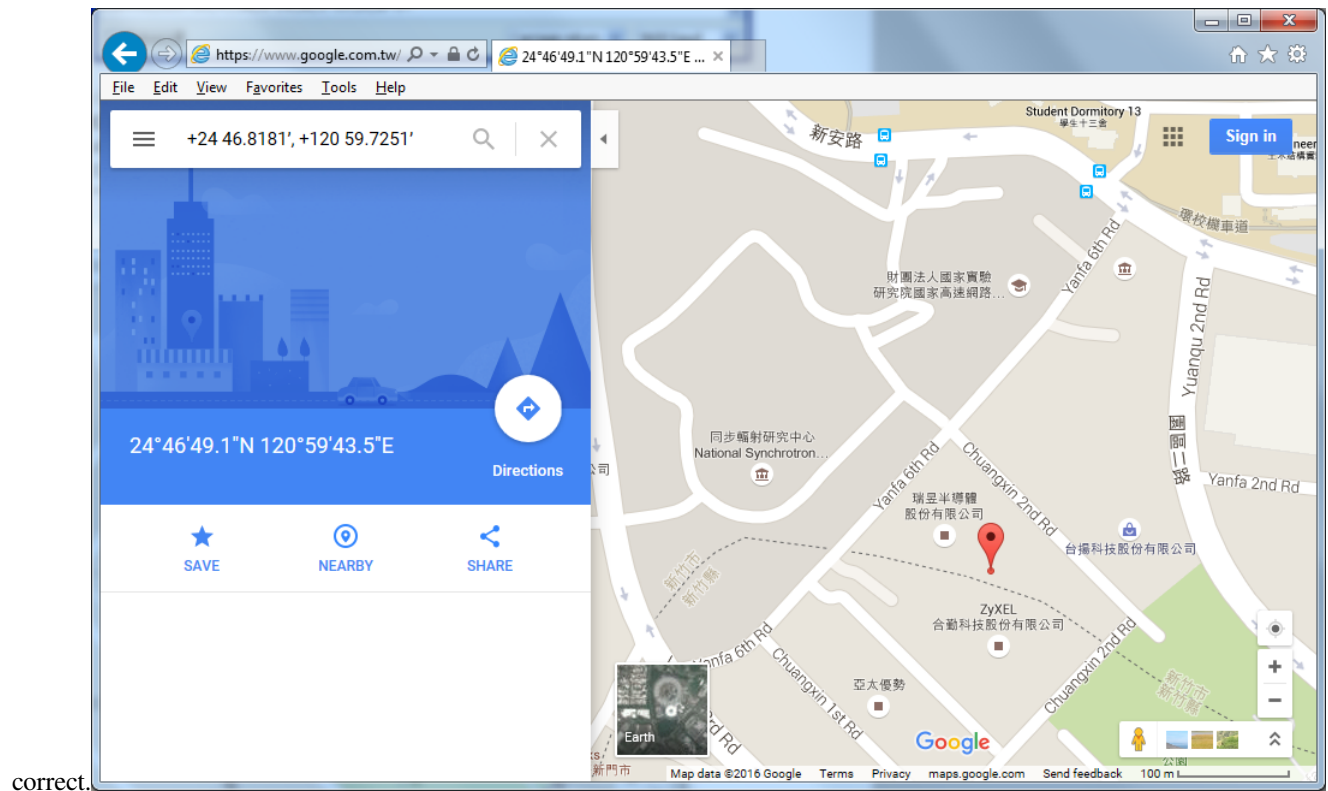 https://www.google.com.tw/
24°46'49.1"N 120°59'43.5"E ...
File Edit View Favorites Tools Help
+24 46.8181', +120 59.7251'
Sign in
Student Dormitory 13
學生十三舍
新安路
環校機車道
Yanfa 6th Rd
財團法人國家實驗
研究院國家高速網路...
Yuanqu 2nd Rd
24°46'49.1"N 120°59'43.5"E
Directions
同步輻射研究中心
National Synchrotron...
Yanfa 6th Rd
Chuangxin 2nd Rd
園區二路
Yanfa 2nd Rd
公司
瑞昱半導體
股份有限公司
台揚科技股份有限公司
SAVE NEARBY SHARE
新竹市
新竹縣
ZyXEL
合勤科技股份有限公司
Yanfa 6th Rd
Chuangxin 1st Rd
亞太優勢
Chuangxin 2nd Rd
新竹市
新竹縣
Earth
3rd Rd
Google
公園
新門市
Map data ©2016 Google Terms Privacy maps.google.com Send feedback 100 m
correct.